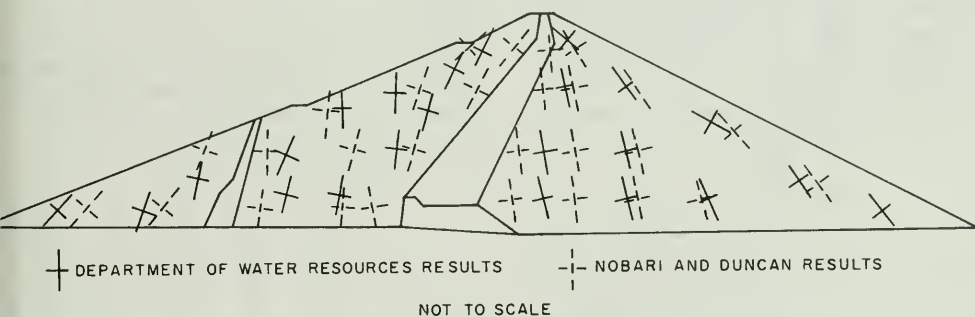 DEPARTMENT OF WATER RESOURCES RESULTS
NOBARI AND DUNCAN RESULTS
NOT TO SCALE